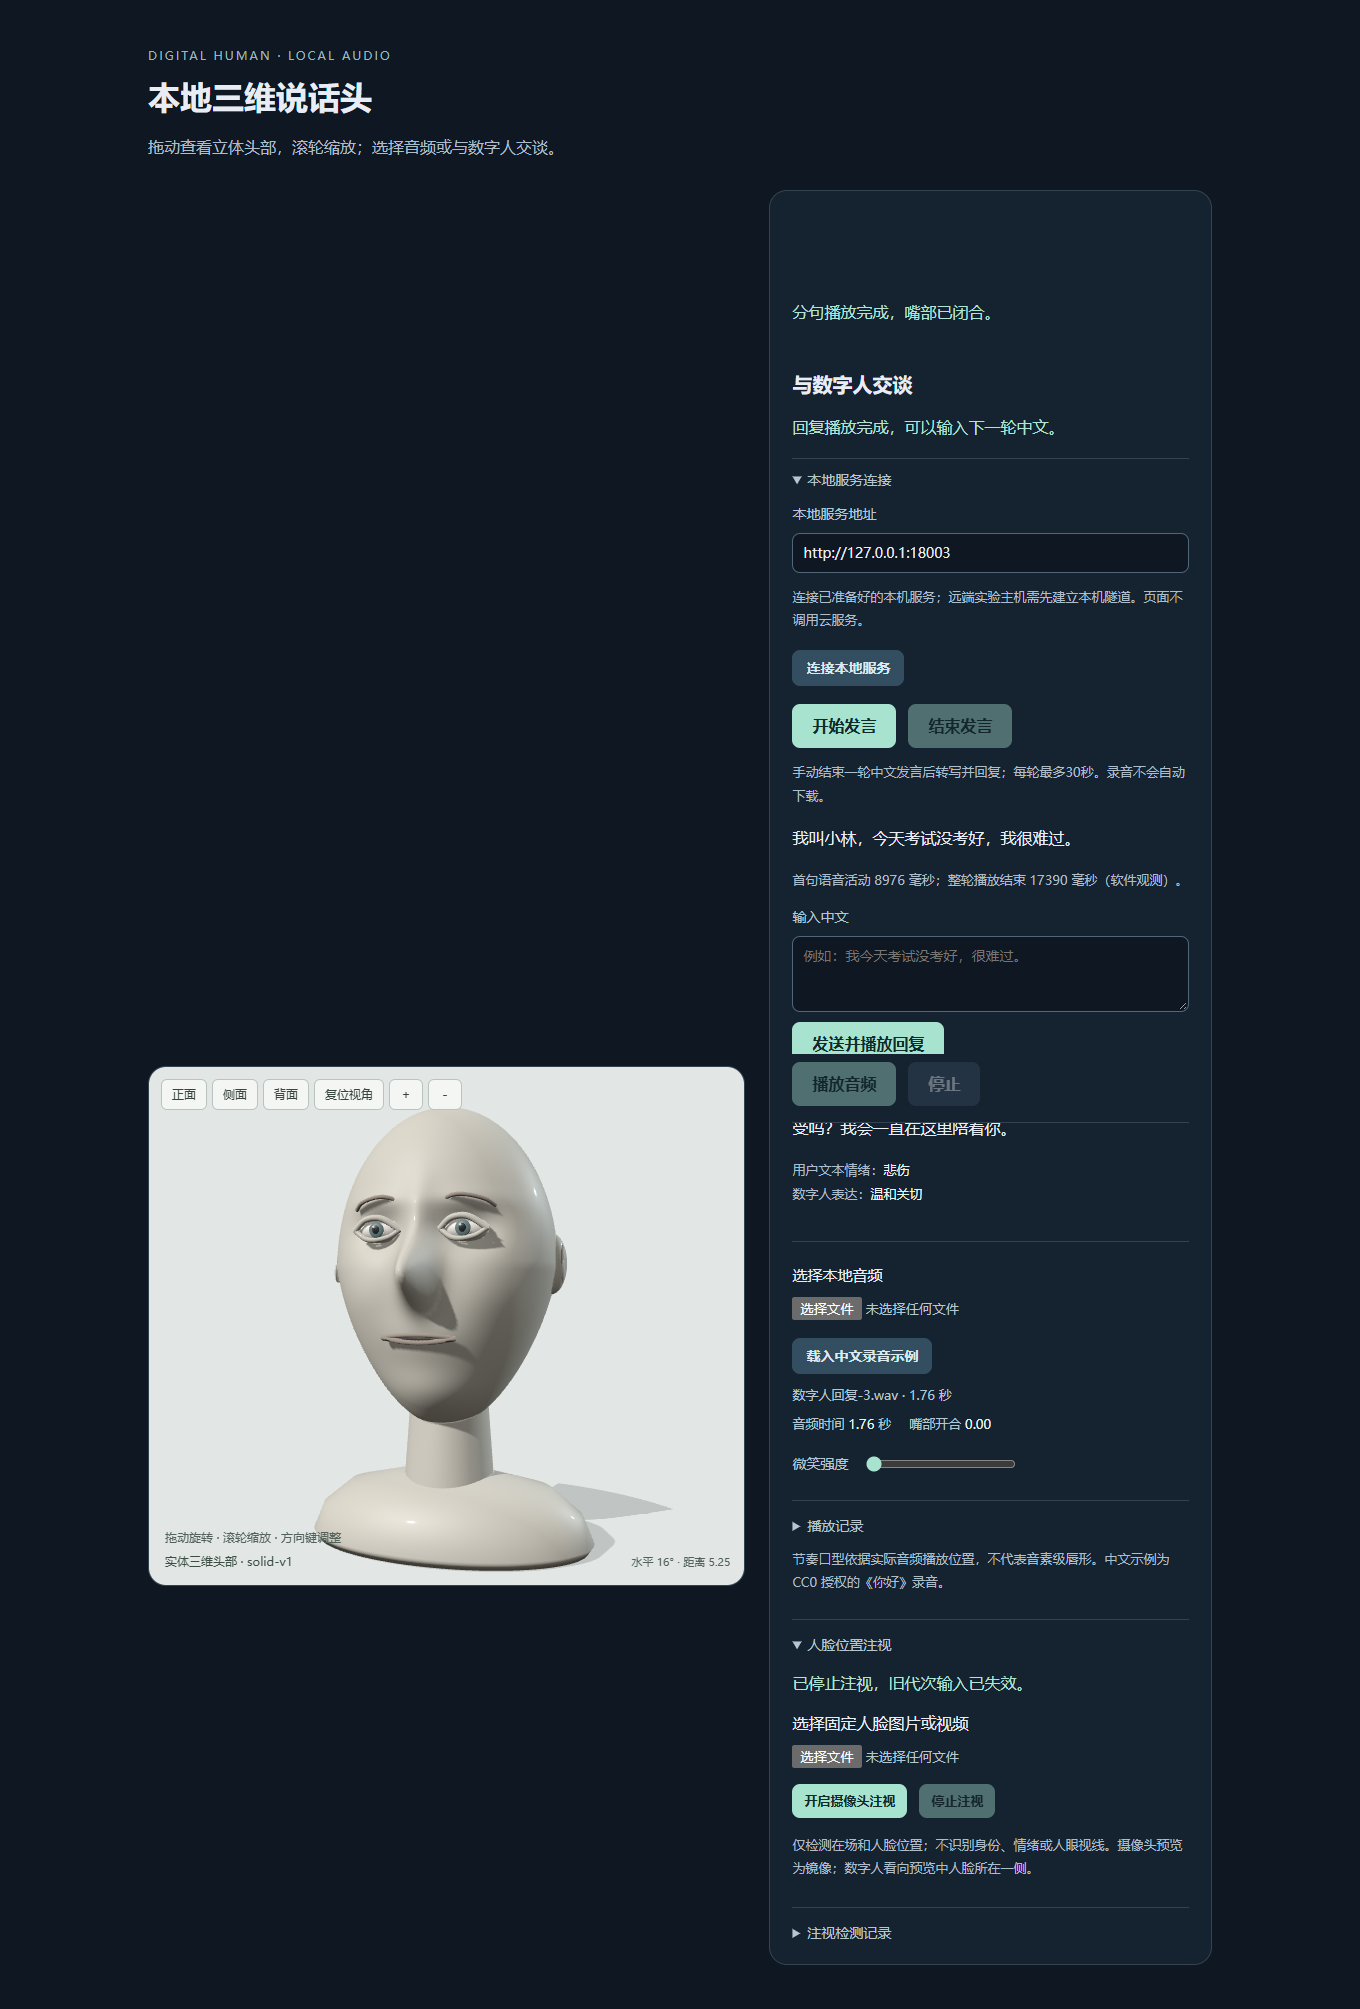 DIGITAL HUMAN · LOCAL AUDIO
本地三维说话头
拖动查看立体头部，滚轮缩放；选择音频或与数字人交谈。
正面 侧面 背面 复位视角 + -
拖动旋转 · 滚轮缩放 · 方向键调整
实体三维头部 · solid-v1
水平 16° · 距离 5.25
分句播放完成，嘴部已闭合。
与数字人交谈
回复播放完成，可以输入下一轮中文。
▼ 本地服务连接
本地服务地址
http://127.0.0.1:18003
连接已准备好的本机服务；远端实验主机需先建立本机隧道。页面不
调用云服务。
连接本地服务
开始发言 结束发言
手动结束一轮中文发言后转写并回复；每轮最多30秒。录音不会自动
下载。
我叫小林，今天考试没考好，我很难过。
首句语音活动 8976 毫秒；整轮播放结束 17390 毫秒（软件观测）。
输入中文
例如：我今天考试没考好，很难过。
发送并播放回复
播放音频 停止
受吗？我会一直在这里陪着你。
用户文本情绪：悲伤
数字人表达：温和关切
选择本地音频
选择文件 未选择任何文件
载入中文录音示例
数字人回复-3.wav · 1.76 秒
音频时间 1.76 秒 嘴部开合 0.00
微笑强度
▶ 播放记录
节奏口型依据实际音频播放位置，不代表音素级唇形。中文示例为
CC0 授权的《你好》录音。
▼ 人脸位置注视
已停止注视，旧代次输入已失效。
选择固定人脸图片或视频
选择文件 未选择任何文件
开启摄像头注视 停止注视
仅检测在场和人脸位置；不识别身份、情绪或人眼视线。摄像头预览
为镜像；数字人看向预览中人脸所在一侧。
▶ 注视检测记录